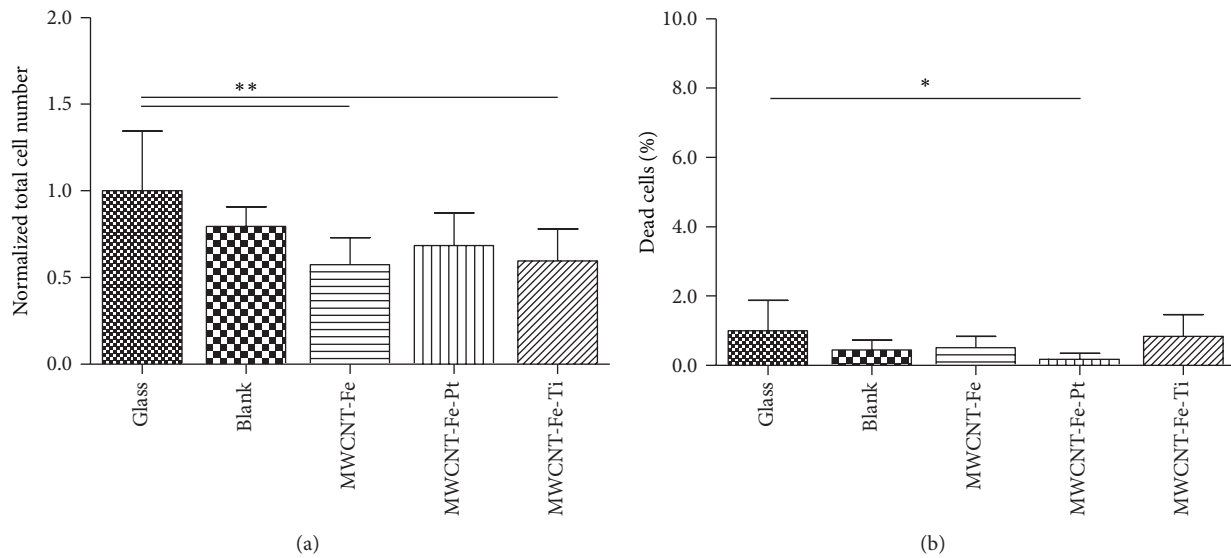 Normalized total cell number
2.0
1.5
1.0
0.5
0.0
**
Glass
Blank
MWCNT-Fe
MWCNT-Fe-Pt
MWCNT-Fe-Ti
(a)
Dead cells (%)
10.0
8.0
6.0
4.0
2.0
0.0
*
Glass
Blank
MWCNT-Fe
MWCNT-Fe-Pt
MWCNT-Fe-Ti
(b)